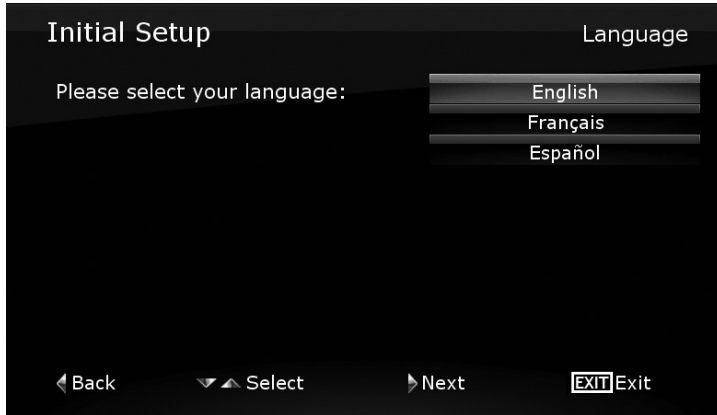 Initial Setup
Language
Please select your language:
English
Français
Español
Back Select Next EXIT Exit